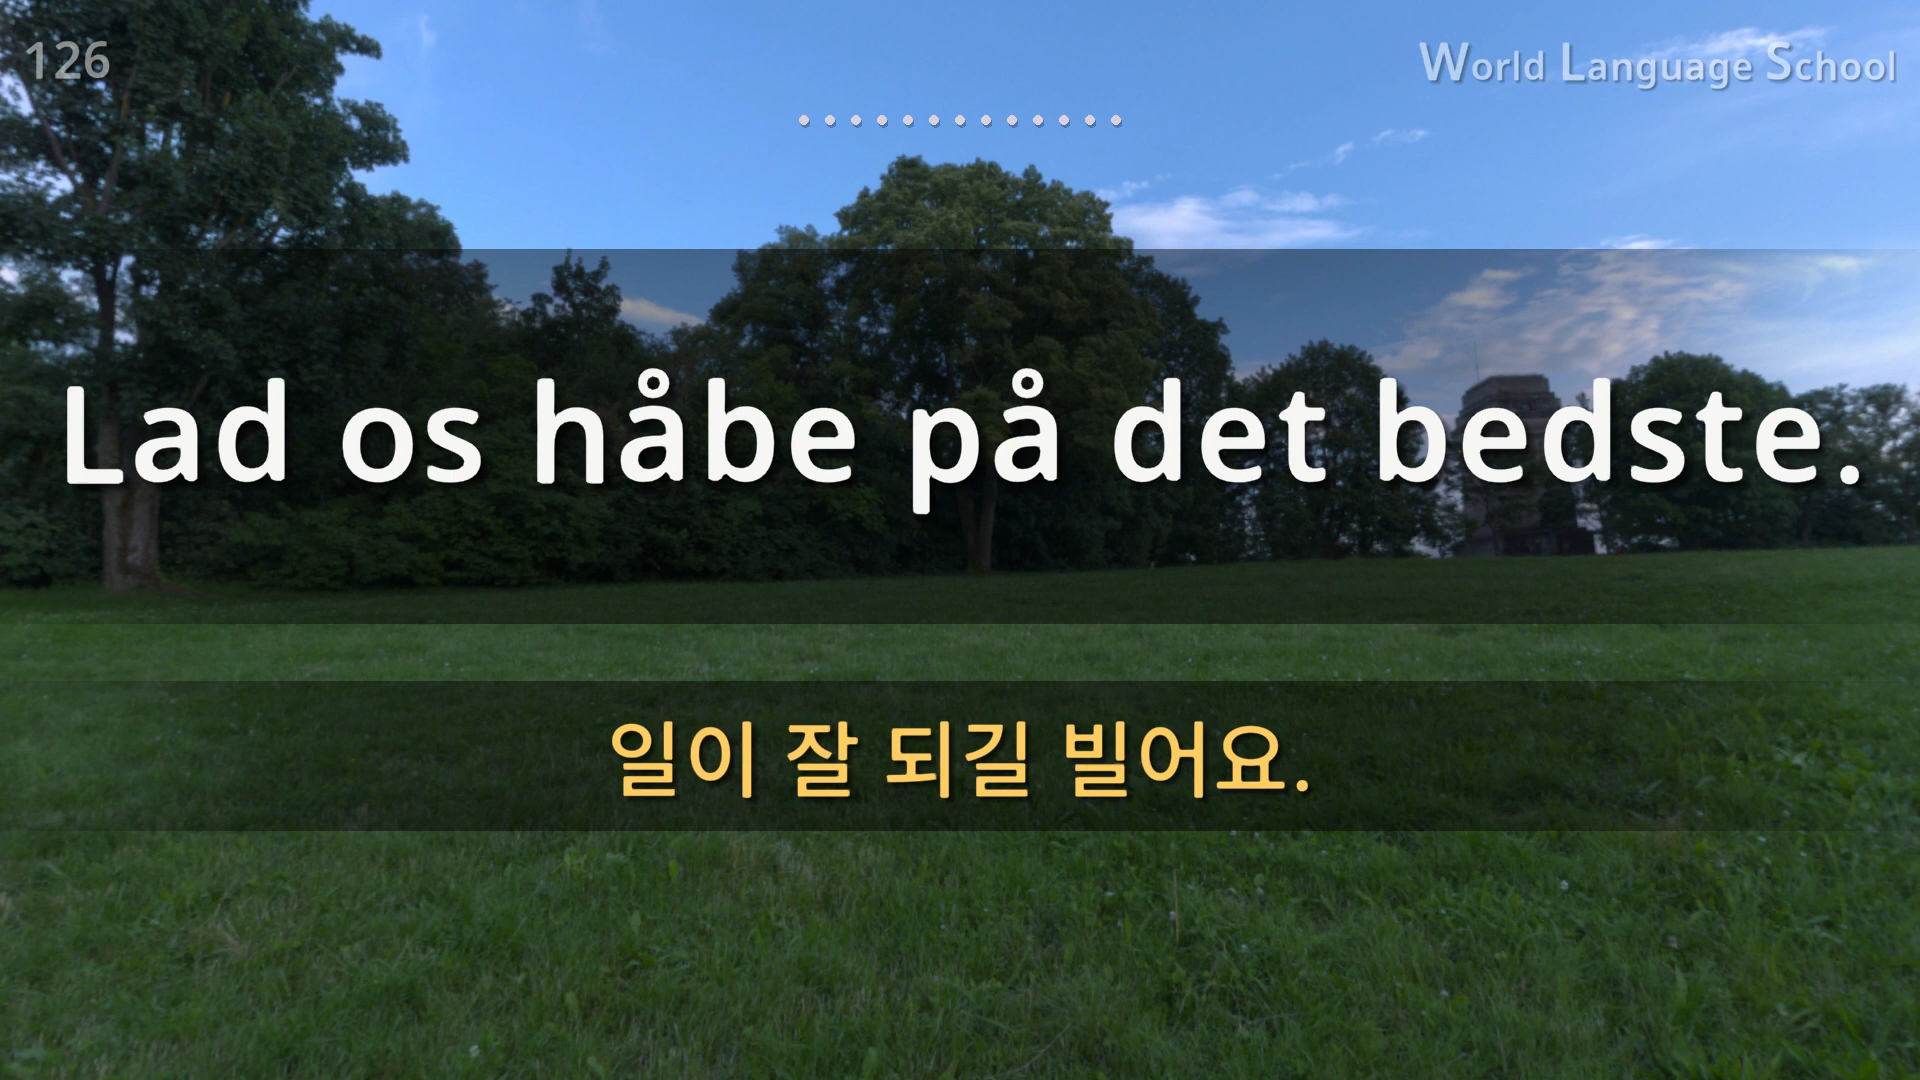 126
World Language School
Lad os håbe på det bedste.
일이 잘 되길 빌어요.